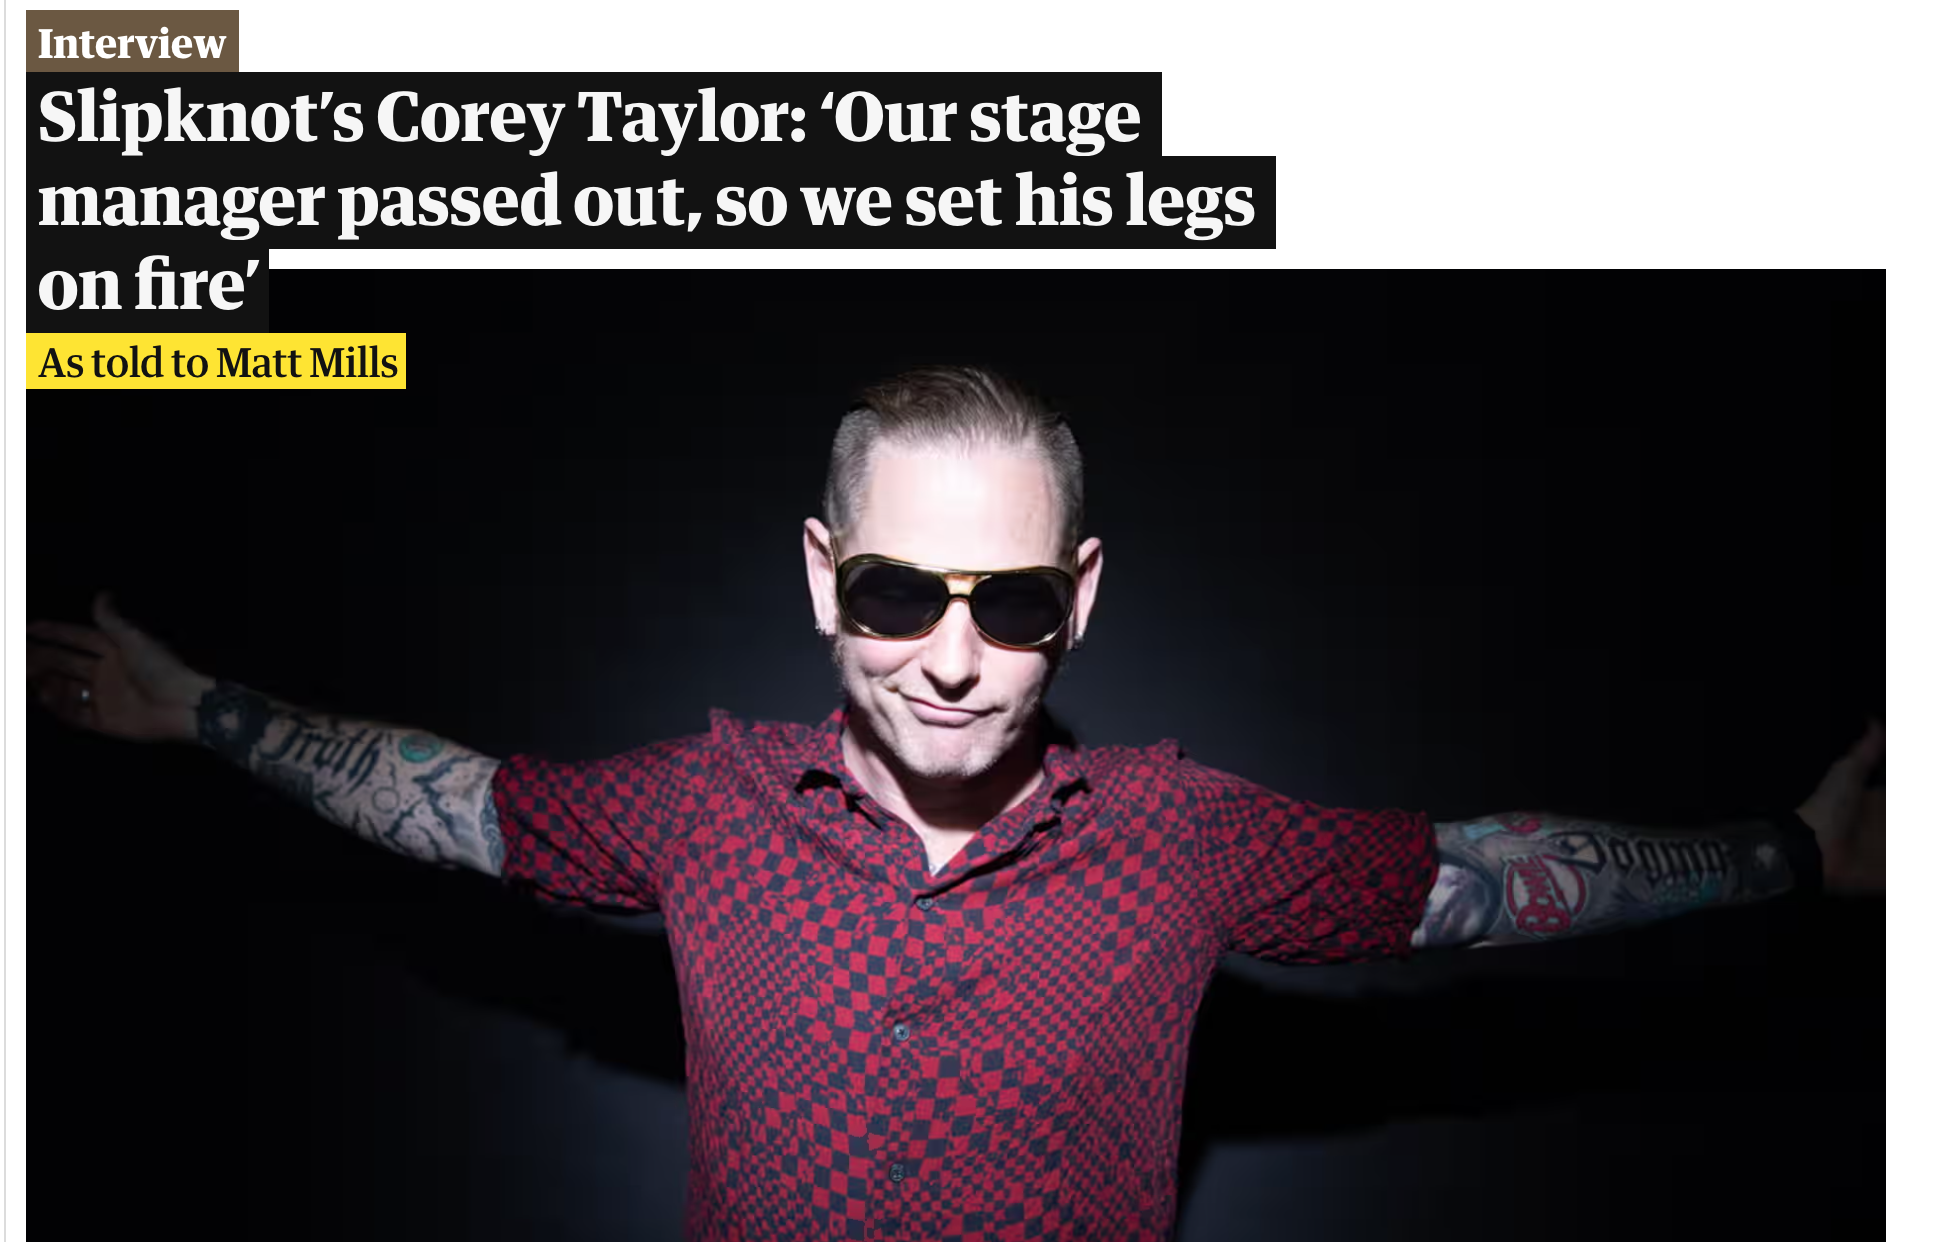 Interview
Slipknot’s Corey Taylor: ‘Our stage
manager passed out, so we set his legs
on fire’
As told to Matt Mills
Truth
Dogma